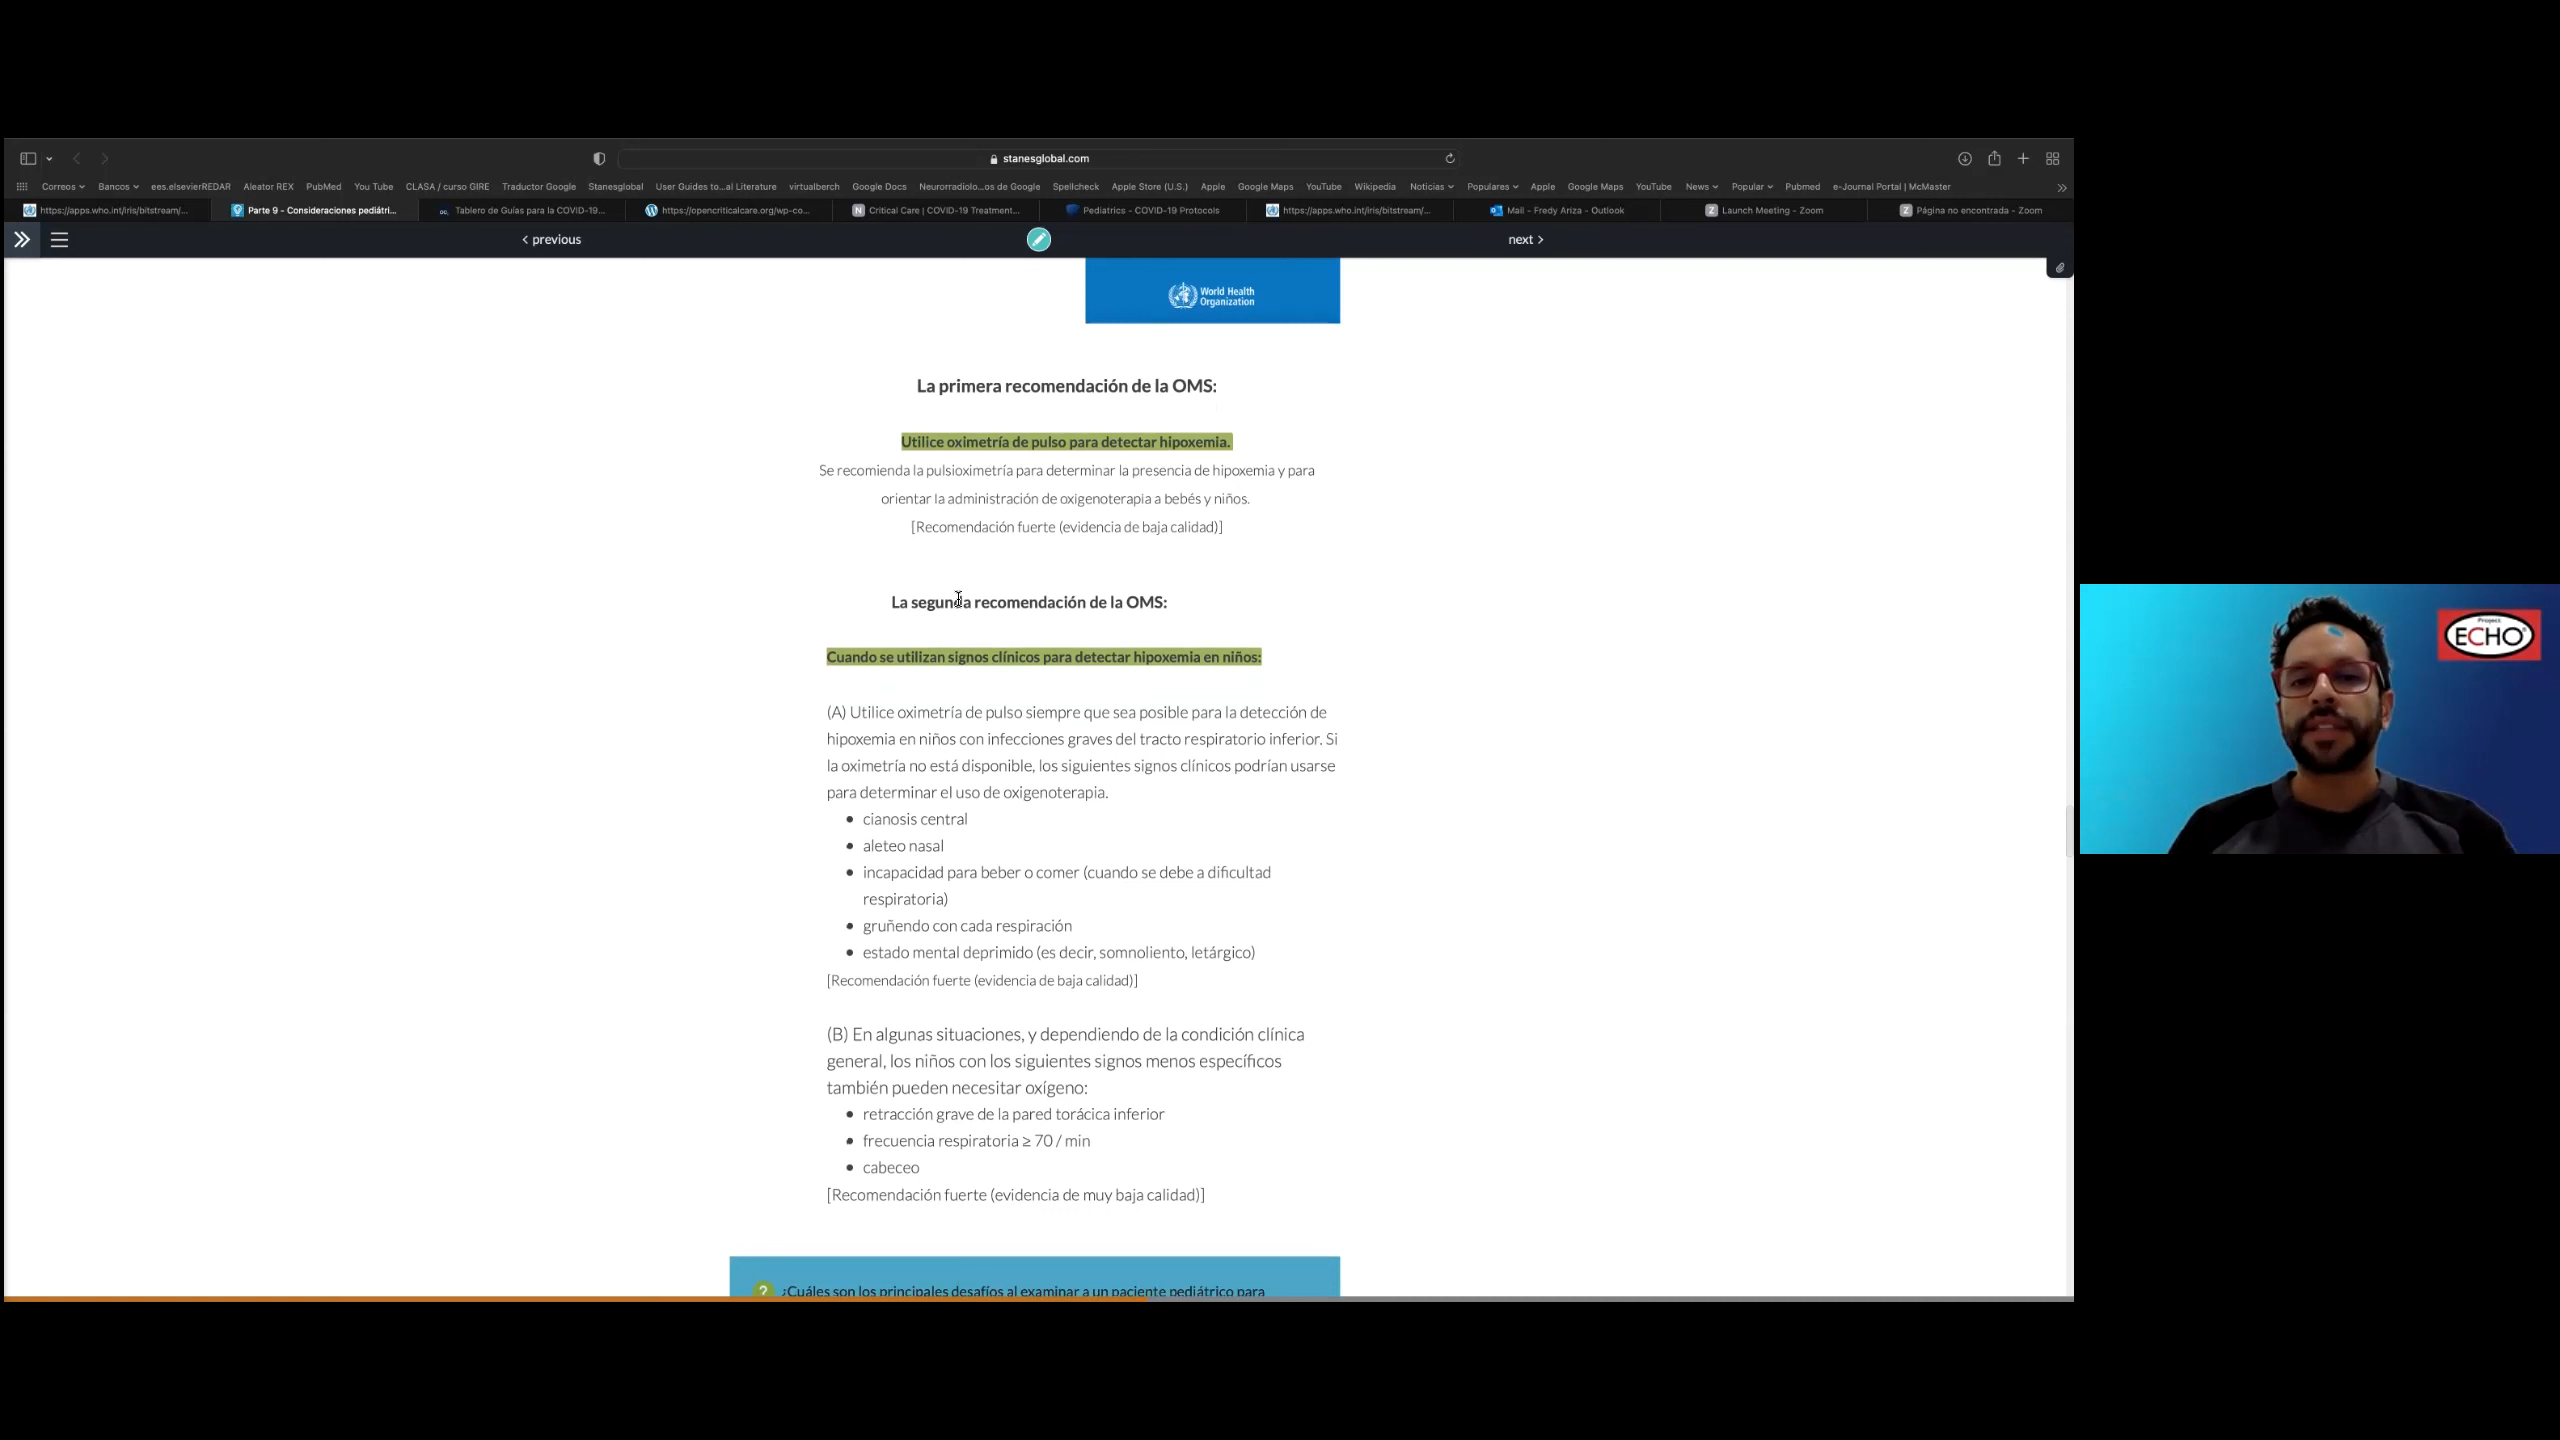 stanesglobal.com
Correos
Bancos
ees.elsevierREDAR
Aleator REX
PubMed
You Tube
CLASA / curso GIRE
Traductor Google
Stanesglobal
User Guides to...al Literature
virtualberch
Google Docs
Neurorradiolo...os de Google
Spellcheck
Apple Store (U.S.)
Apple
Google Maps
YouTube
Wikipedia
Noticias
Populares
Apple
Google Maps
YouTube
News
Popular
Pubmed
e-Journal Portal | McMaster
https://apps.who.int/iris/bitstream/...
Parte 9 - Consideraciones pediátri...
Tablero de Guías para la COVID-19...
https://opencriticalcare.org/wp-co...
Critical Care | COVID-19 Treatment...
Pediatrics - COVID-19 Protocols
https://apps.who.int/iris/bitstream/...
Mail - Fredy Ariza - Outlook
Launch Meeting - Zoom
Página no encontrada - Zoom
< previous
next >
World Health
Organization
La primera recomendación de la OMS:
Utilice oximetría de pulso para detectar hipoxemia.
Se recomienda la pulsioximetría para determinar la presencia de hipoxemia y para
orientar la administración de oxigenoterapia a bebés y niños.
[Recomendación fuerte (evidencia de baja calidad)]
La segunda recomendación de la OMS:
Cuando se utilizan signos clínicos para detectar hipoxemia en niños:
(A) Utilice oximetría de pulso siempre que sea posible para la detección de
hipoxemia en niños con infecciones graves del tracto respiratorio inferior. Si
la oximetría no está disponible, los siguientes signos clínicos podrían usarse
para determinar el uso de oxigenoterapia.
• cianosis central
• aleteo nasal
• incapacidad para beber o comer (cuando se debe a dificultad
respiratoria)
• gruñendo con cada respiración
• estado mental deprimido (es decir, somnoliento, letárgico)
[Recomendación fuerte (evidencia de baja calidad)]
(B) En algunas situaciones, y dependiendo de la condición clínica
general, los niños con los siguientes signos menos específicos
también pueden necesitar oxígeno:
• retracción grave de la pared torácica inferior
• frecuencia respiratoria ≥ 70 / min
• cabeceo
[Recomendación fuerte (evidencia de muy baja calidad)]
? ¿Cuáles son los principales desafíos al examinar a un paciente pediátrico para
Project
ECHO®